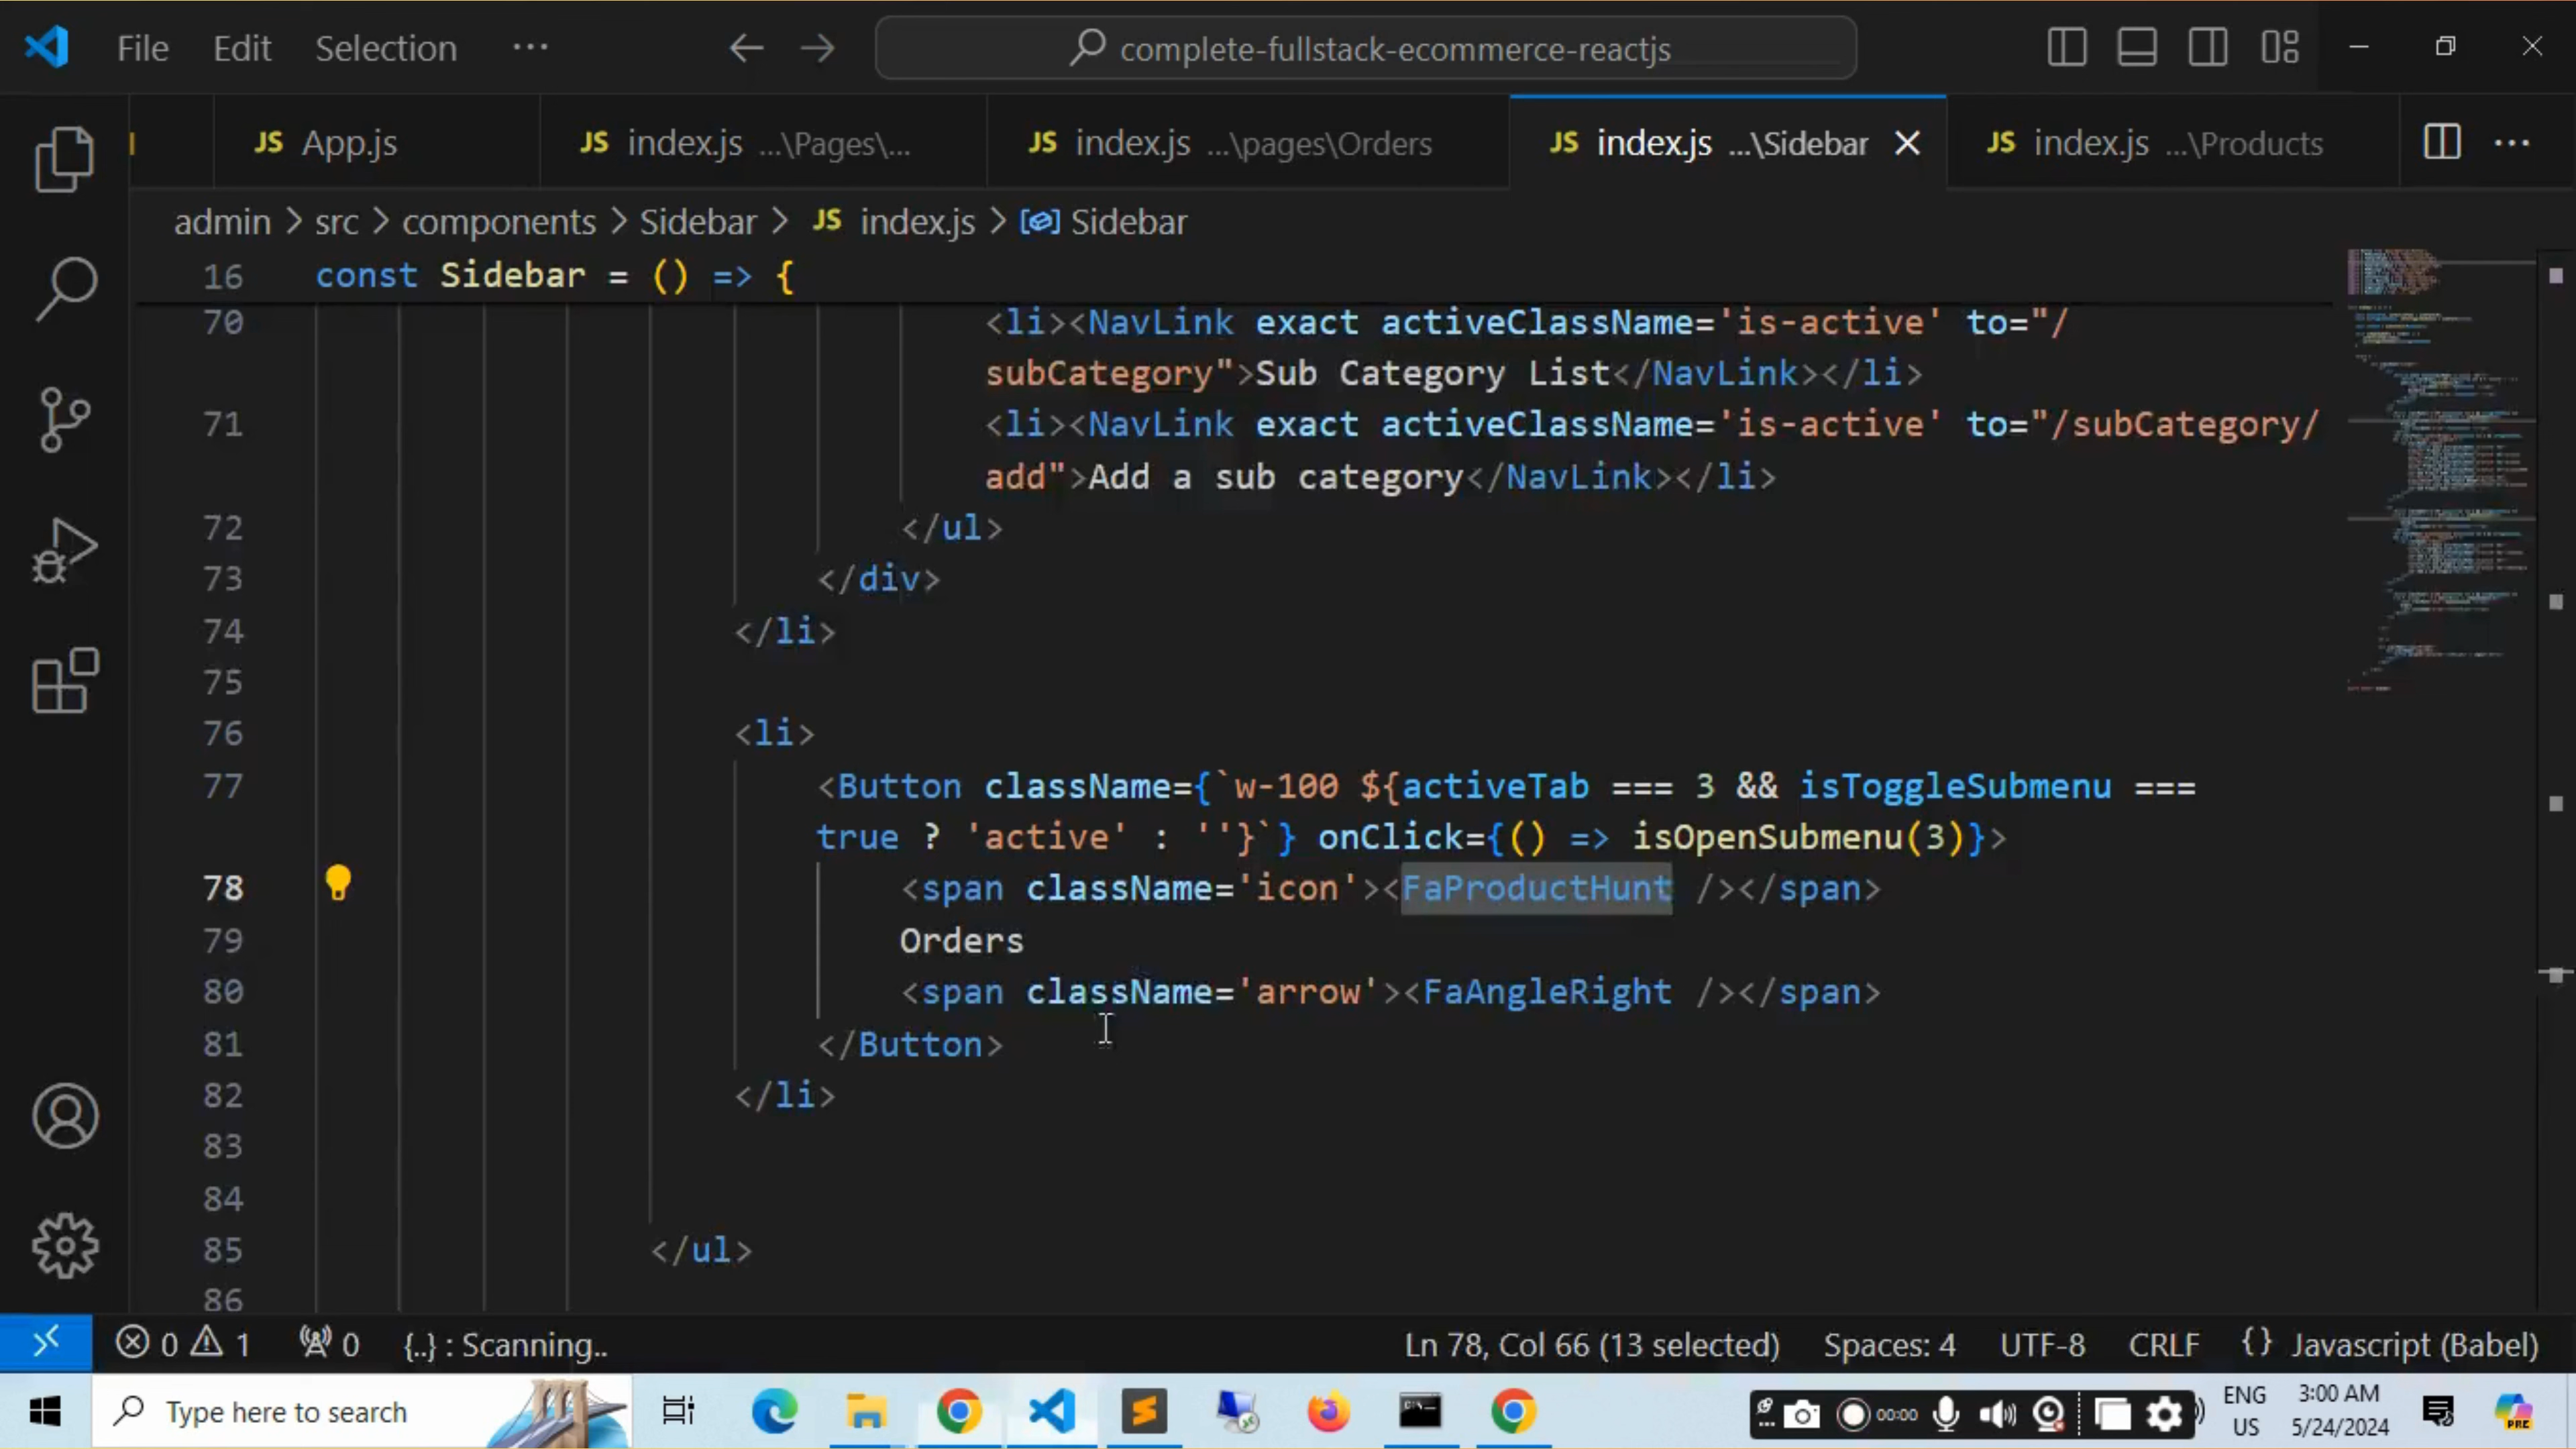 File Edit Selection ··· complete-fullstack-ecommerce-reactjs
JS App.js JS index.js ...\Pages\... JS index.js ...\pages\Orders JS index.js ...\Sidebar JS index.js ...\Products ···
admin > src > components > Sidebar > JS index.js > Sidebar
16 const Sidebar = () => {
70 <li><NavLink exact activeClassName='is-active' to="/
subCategory">Sub Category List</NavLink></li>
71 <li><NavLink exact activeClassName='is-active' to="/subCategory/
add">Add a sub category</NavLink></li>
72 </ul>
73 </div>
74 </li>
75
76 <li>
77 <Button className={`w-100 ${activeTab === 3 && isToggleSubmenu ===
true ? 'active' : ''}`} onClick={() => isOpenSubmenu(3)}>
78 <span className='icon'><FaProductHunt /></span>
79 Orders
80 <span className='arrow'><FaAngleRight /></span>
81 </Button>
82 </li>
83
84
85 </ul>
86
0 1 0 {..} : Scanning.. Ln 78, Col 66 (13 selected) Spaces: 4 UTF-8 CRLF {} Javascript (Babel)
Type here to search 00:00 ENG 3:00 AM
US 5/24/2024 PRE